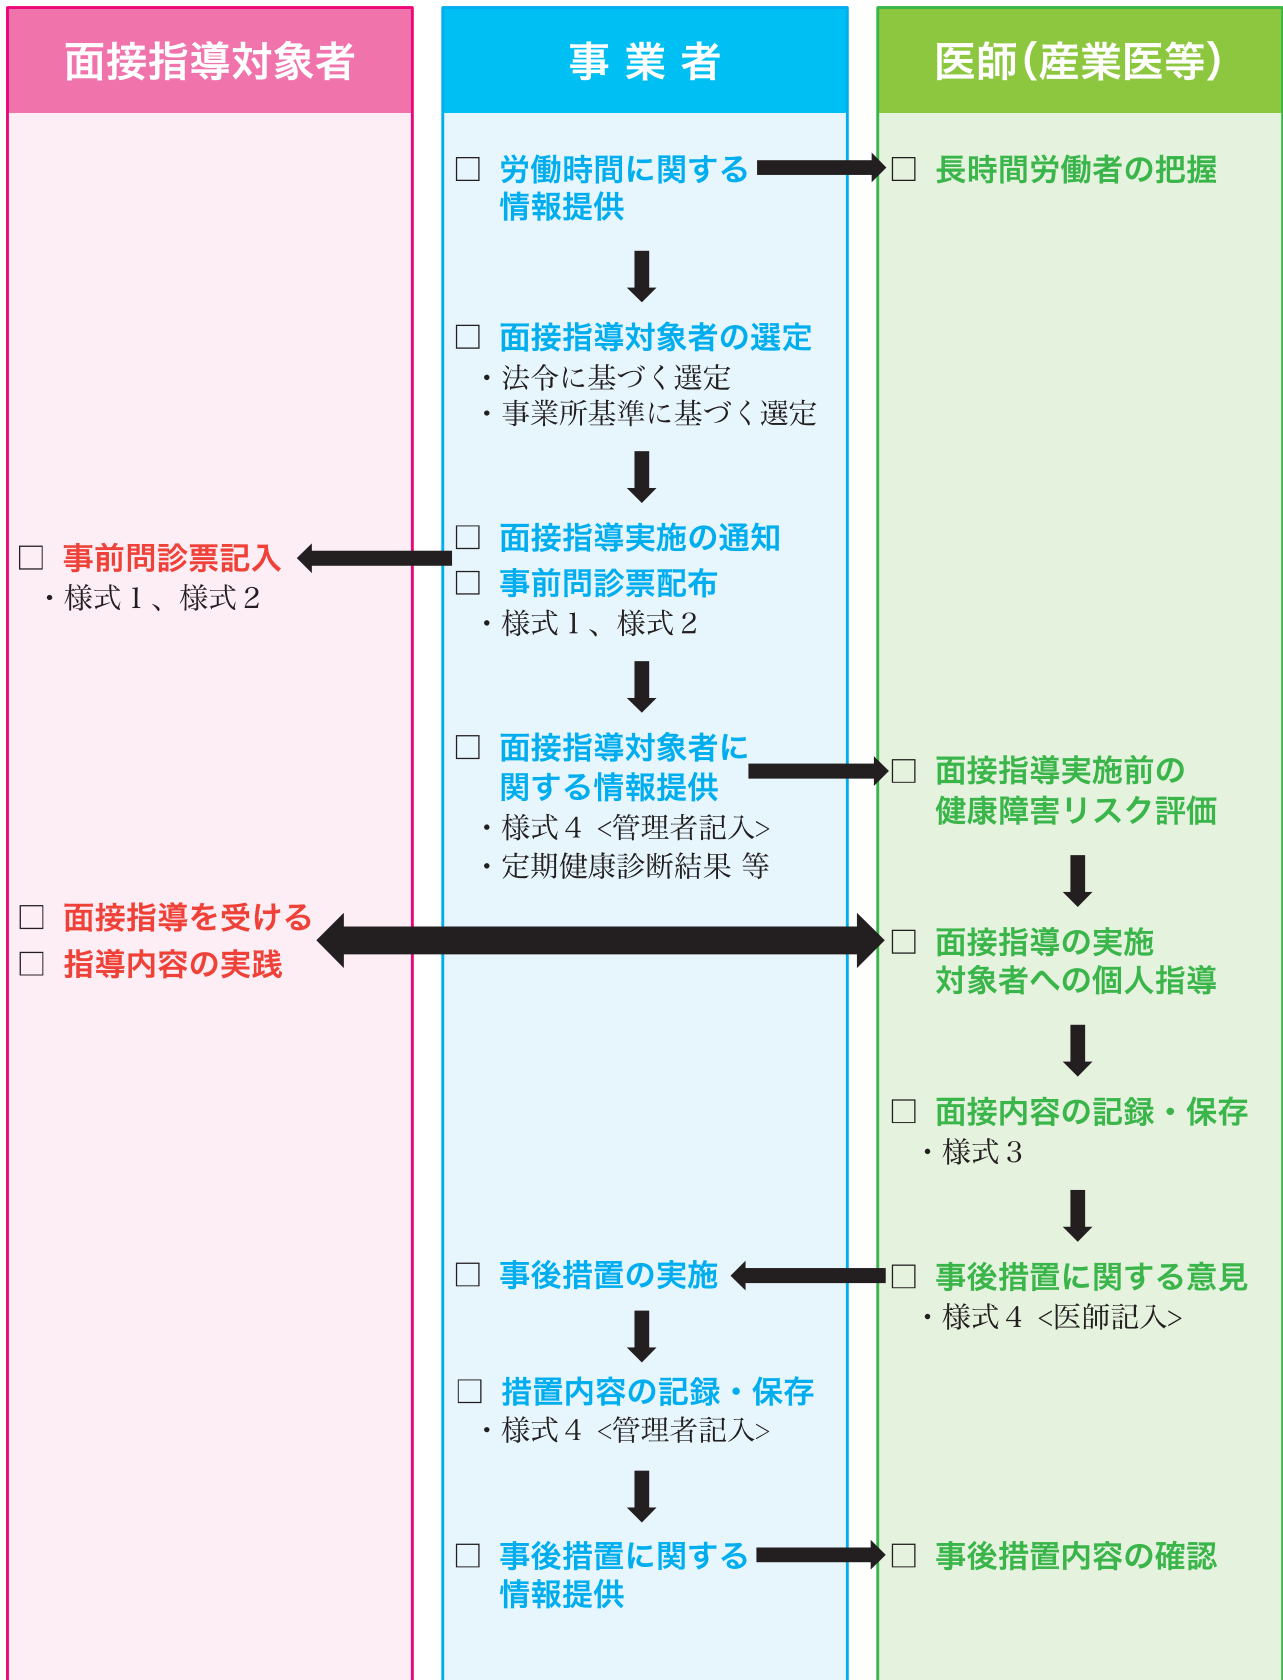 面接指導対象者
事業者
医師（産業医等）
□ 労働時間に関する
情報提供
□ 長時間労働者の把握
□ 面接指導対象者の選定
・法令に基づく選定
・事業所基準に基づく選定
□ 面接指導実施の通知
□ 事前問診票配布
・様式１、様式２
□ 事前問診票記入
・様式１、様式２
□ 面接指導対象者に
関する情報提供
・様式４ <管理者記入>
・定期健康診断結果 等
□ 面接指導実施前の
健康障害リスク評価
□ 面接指導を受ける
□ 指導内容の実践
□ 面接指導の実施
対象者への個人指導
□ 面接内容の記録・保存
・様式３
□ 事後措置に関する意見
・様式４ <医師記入>
□ 事後措置の実施
□ 措置内容の記録・保存
・様式４ <管理者記入>
□ 事後措置に関する
情報提供
□ 事後措置内容の確認